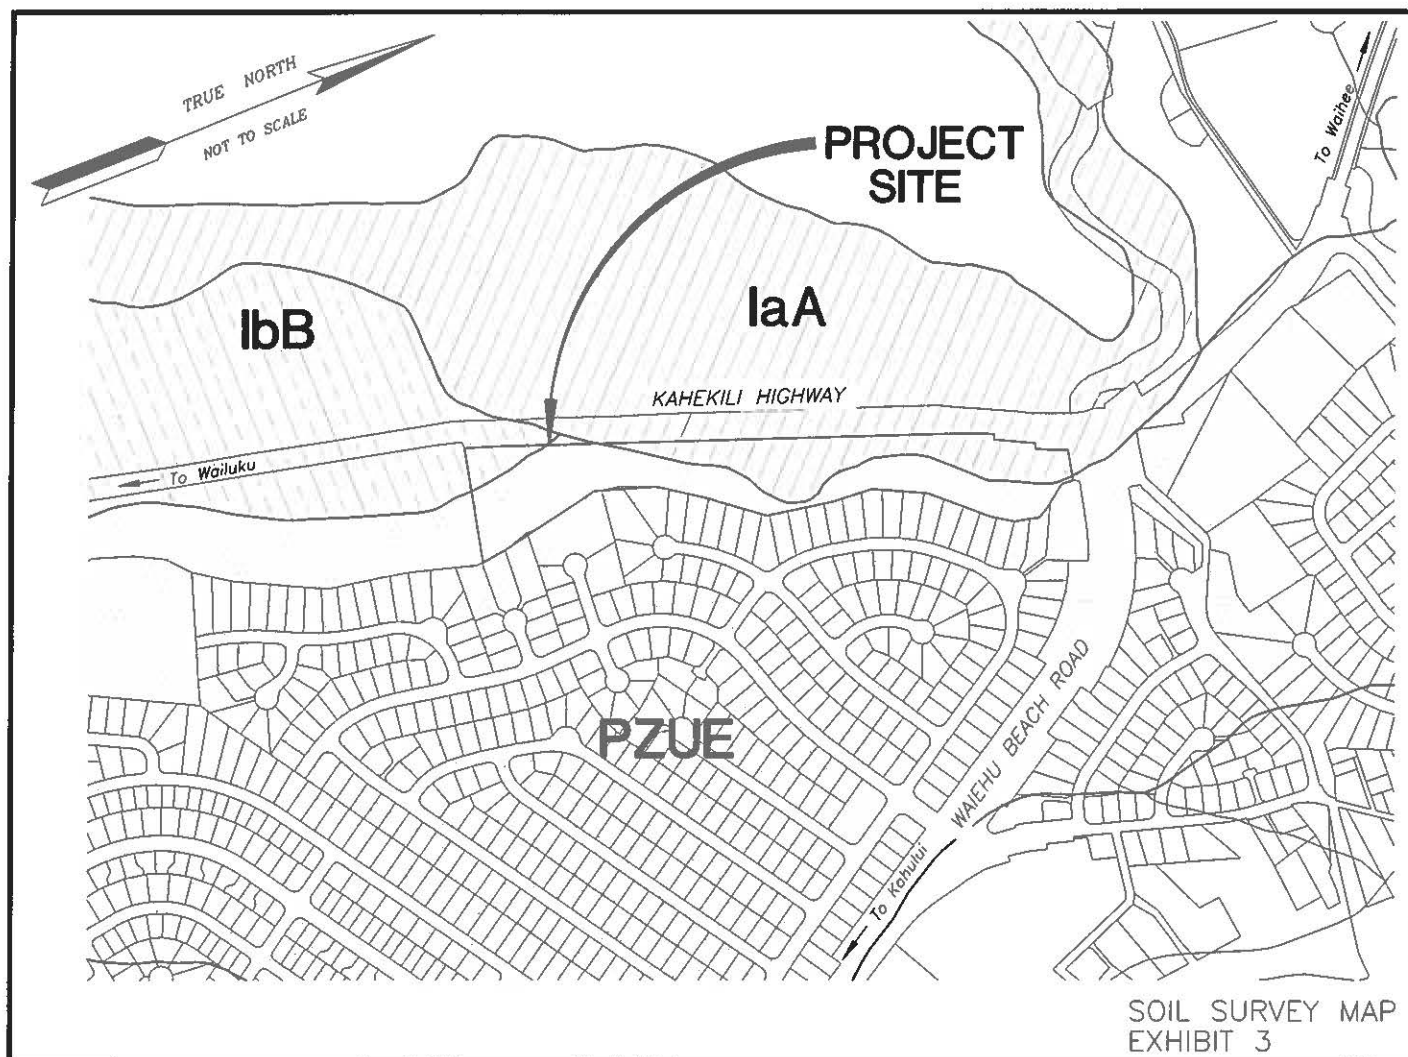 TRUE NORTH
NOT TO SCALE
PROJECT
SITE
To Waihee
IbB
IaA
KAHEKILI HIGHWAY
To Wailuku
PZUE
WAIEHU BEACH ROAD
To Kahului
SOIL SURVEY MAP
EXHIBIT 3